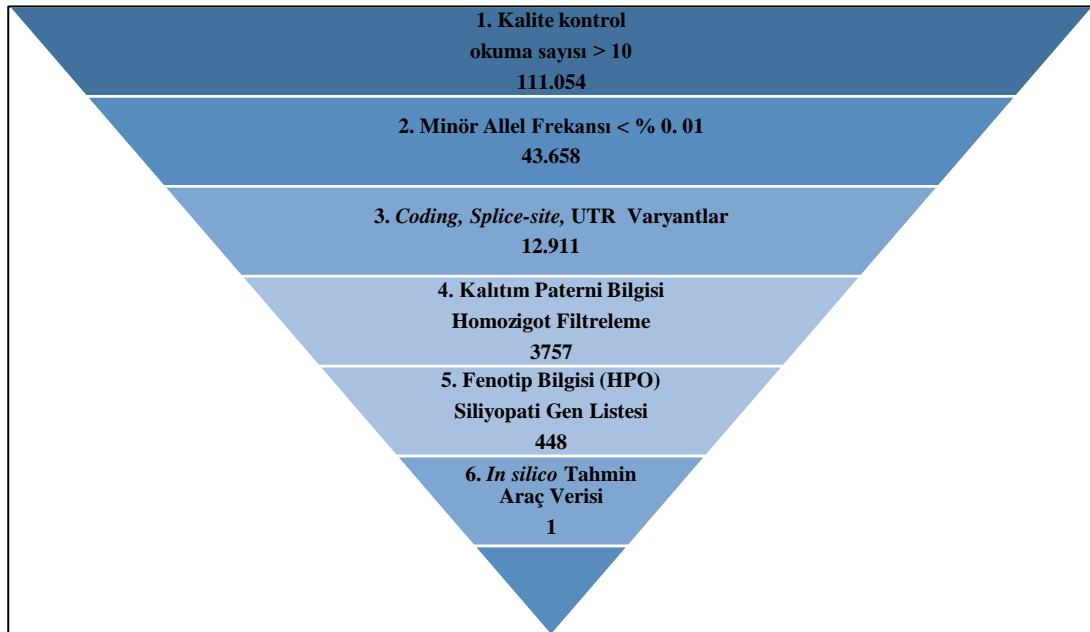 1. Kalite kontrol
okuma sayısı > 10
111.054
2. Minör Allel Frekansı < % 0. 01
43.658
3. Coding, Splice-site, UTR Varyantlar
12.911
4. Kalıtım Paterni Bilgisi
Homozigot Filtreleme
3757
5. Fenotip Bilgisi (HPO)
Siliyopati Gen Listesi
448
6. In silico Tahmin
Araç Verisi
1